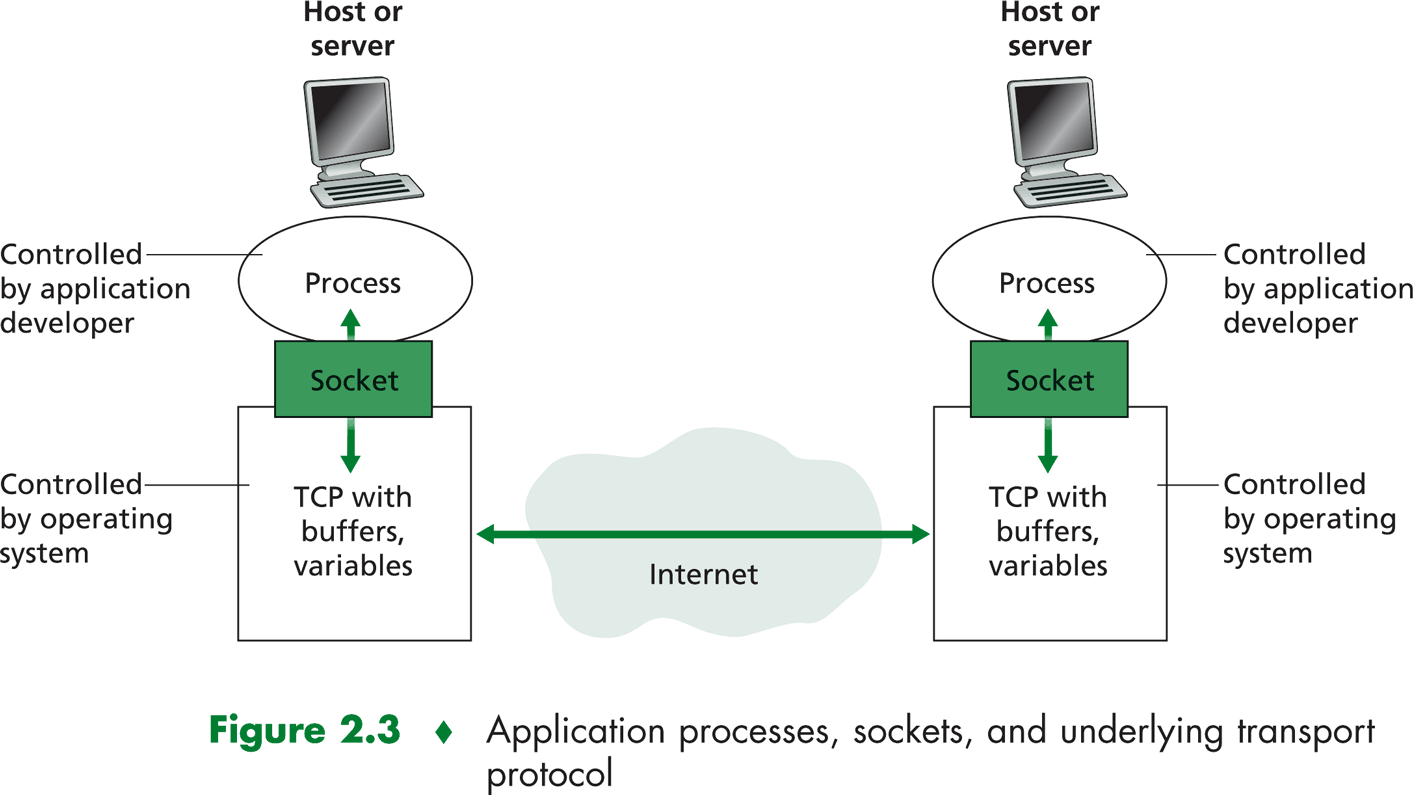 Host or
server
Host or
server
Controlled
by application
developer
Process
Process
Controlled
by application
developer
Socket
Socket
Controlled
by operating
system
TCP with
buffers,
variables
Internet
TCP with
buffers,
variables
Controlled
by operating
system
Figure 2.3 ♦ Application processes, sockets, and underlying transport
protocol